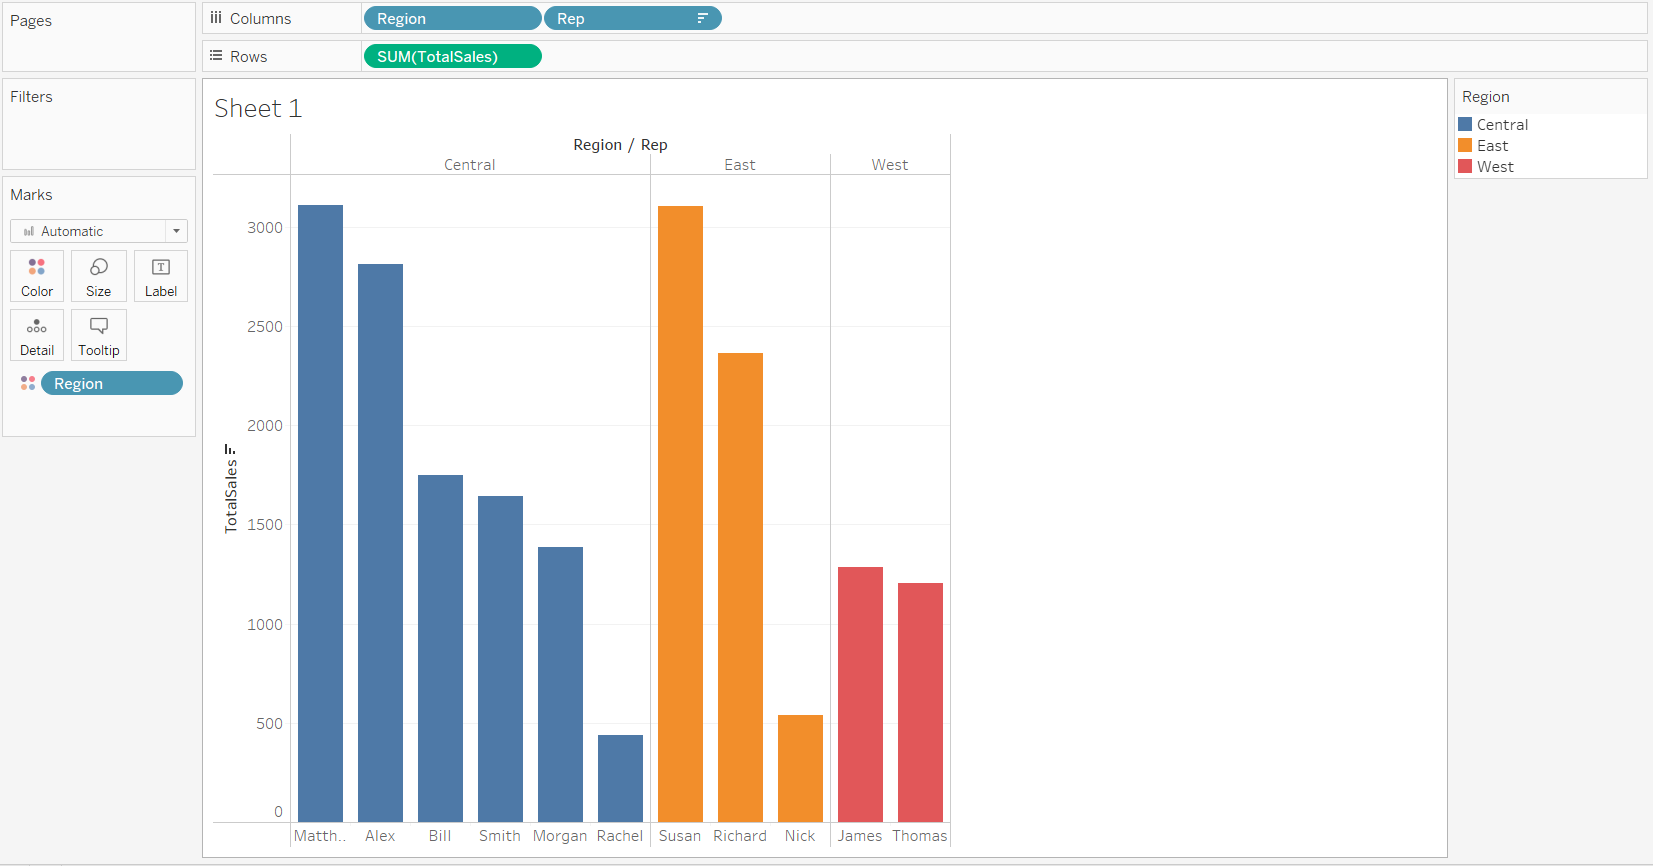 Pages
Columns
Region
Rep
Rows
SUM(TotalSales)
Filters
Marks
Automatic
Color
Size
Label
Detail
Tooltip
Region
Sheet 1
Region / Rep
Central
East
West
TotalSales
3000
2500
2000
1500
1000
500
0
Matth..
Alex
Bill
Smith
Morgan
Rachel
Susan
Richard
Nick
James
Thomas
Region
Central
East
West